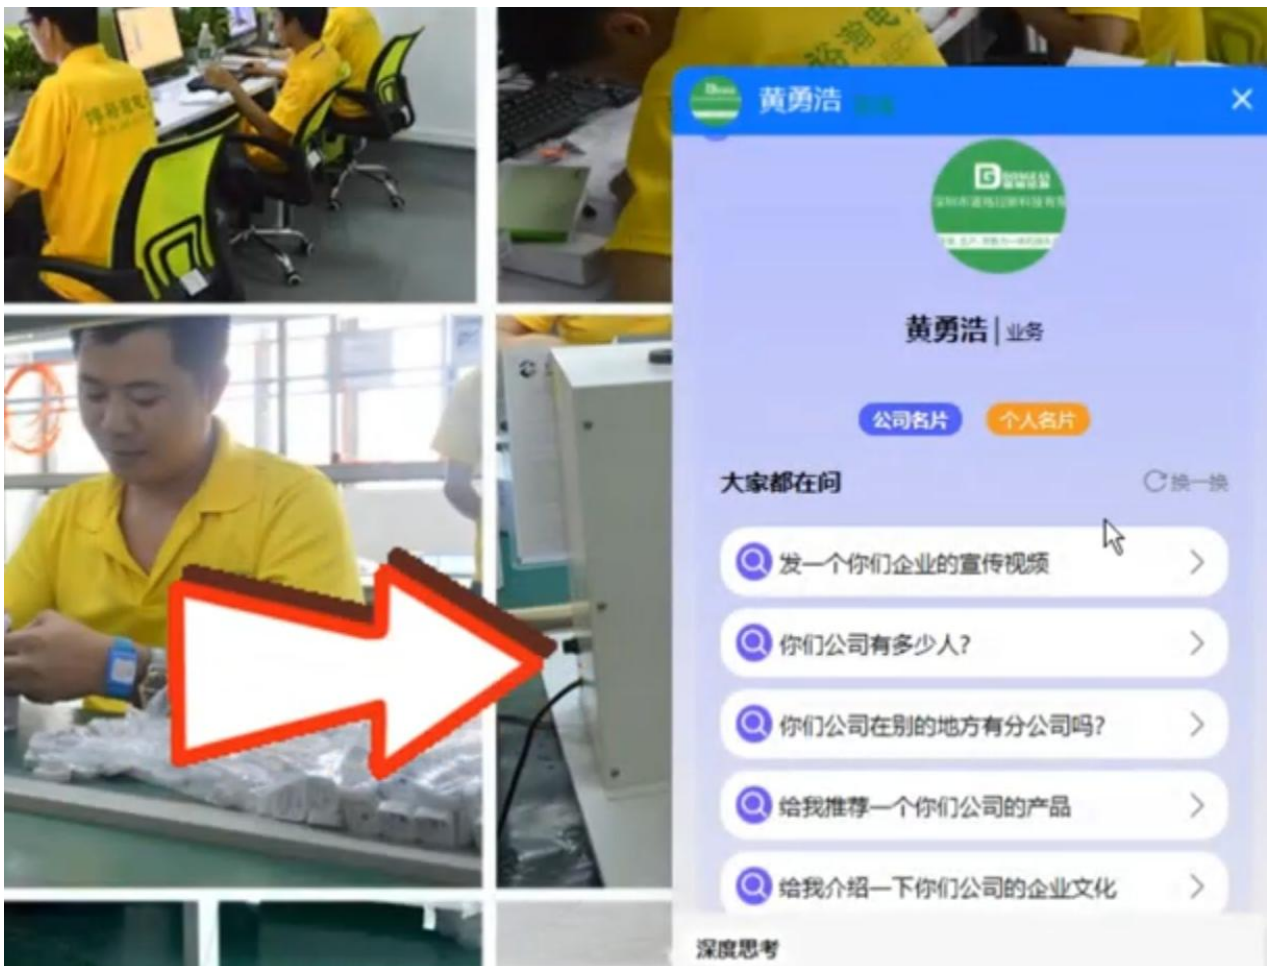 黄勇浩
黄勇浩|业务
公司名片
个人名片
大家都在问
换一换
发一个你们企业的宣传视频
你们公司有多少人?
你们公司在别的地方有分公司吗?
给我推荐一个你们公司的产品
给我介绍一下你们公司的企业文化
深度思考